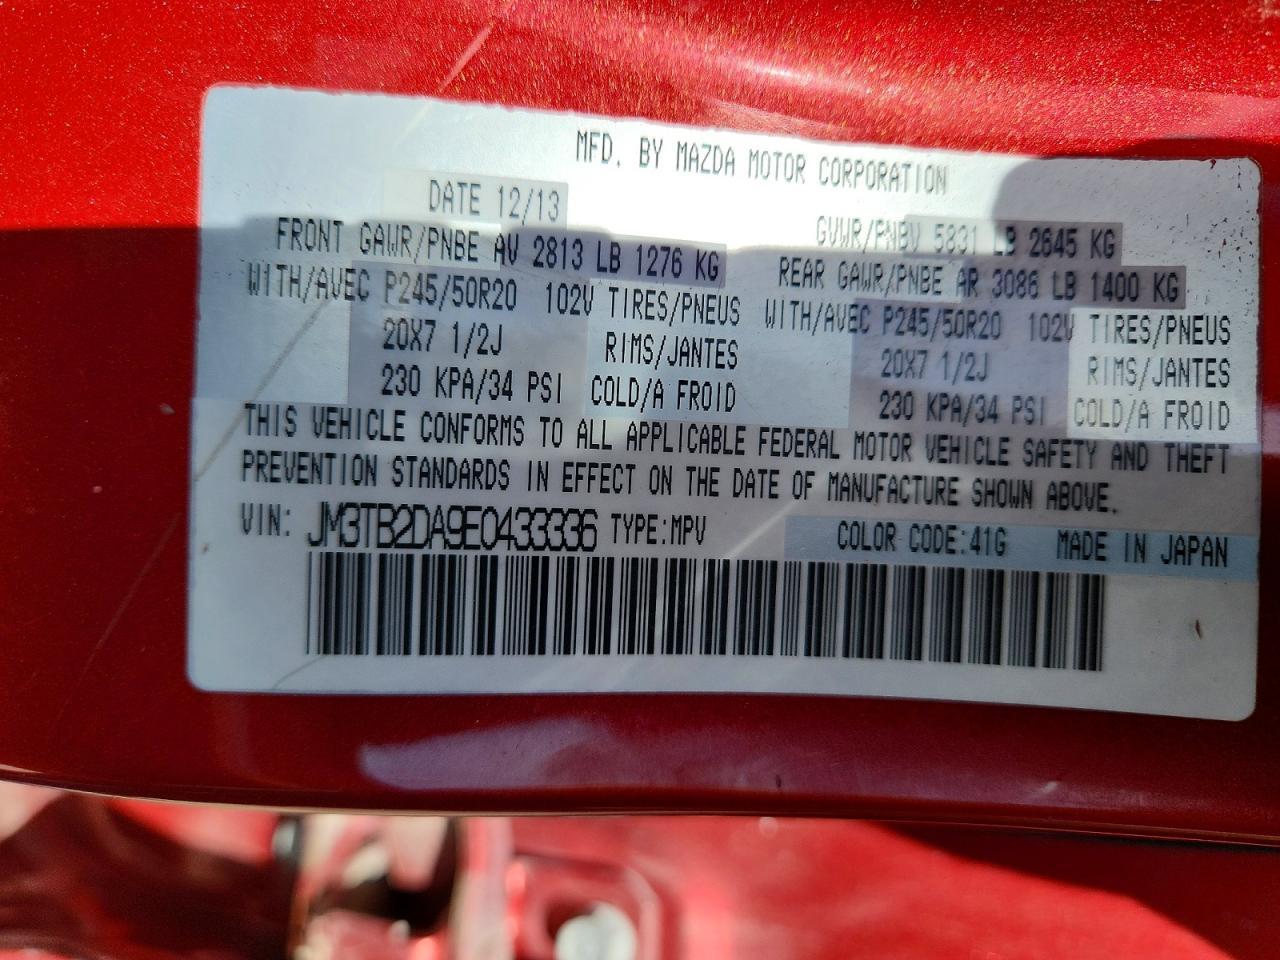 MFD. BY MAZDA MOTOR CORPORATION
DATE 12/13
GVWR/PNBV 5831 LB 2645 KG
FRONT GAWR/PNBE AV 2813 LB 1276 KG
REAR GAWR/PNBE AR 3086 LB 1400 KG
WITH/AVEC P245/50R20 102V TIRES/PNEUS WITH/AVEC P245/50R20 102V TIRES/PNEUS
20X7 1/2J RIMS/JANTES 20X7 1/2J RIMS/JANTES
230 KPA/34 PSI COLD/A FROID 230 KPA/34 PSI COLD/A FROID
THIS VEHICLE CONFORMS TO ALL APPLICABLE FEDERAL MOTOR VEHICLE SAFETY AND THEFT
PREVENTION STANDARDS IN EFFECT ON THE DATE OF MANUFACTURE SHOWN ABOVE.
VIN: JM3TB2DA9E0433336 TYPE:MPV COLOR CODE:41G MADE IN JAPAN